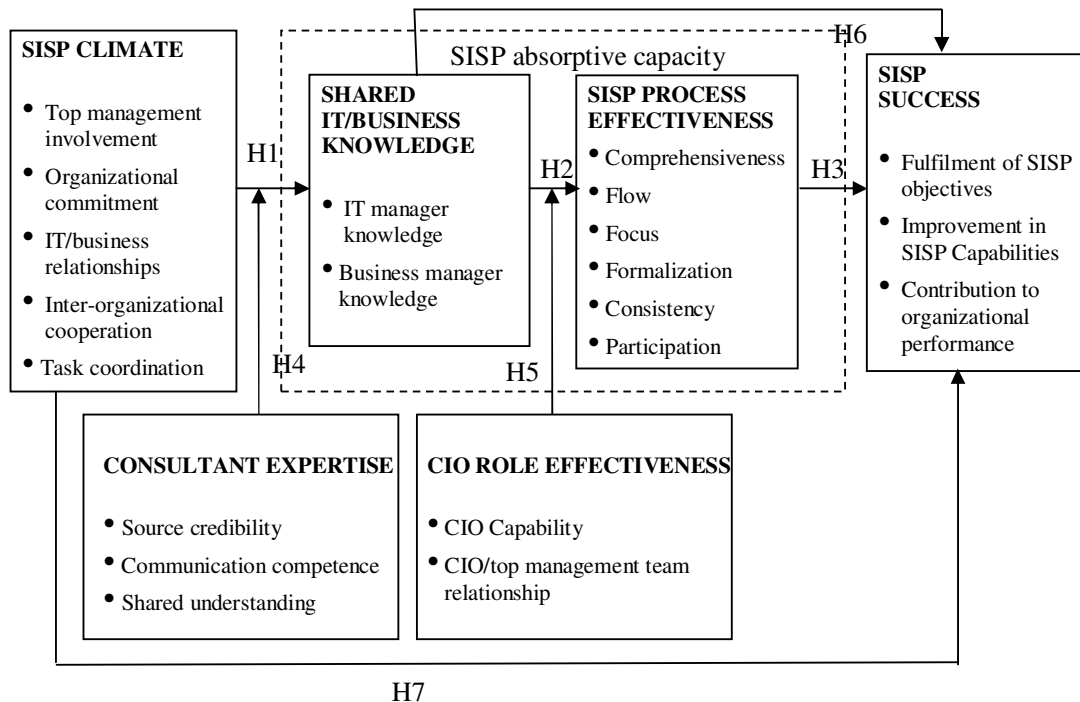 SISP CLIMATE
• Top management
involvement
• Organizational
commitment
• IT/business
relationships
• Inter-organizational
cooperation
• Task coordination
H1
H4
SISP absorptive capacity
SHARED
IT/BUSINESS
KNOWLEDGE
• IT manager
knowledge
• Business manager
knowledge
H2
H5
SISP PROCESS
EFFECTIVENESS
• Comprehensiveness
• Flow
• Focus
• Formalization
• Consistency
• Participation
H3
H6
SISP
SUCCESS
• Fulfilment of SISP
objectives
• Improvement in
SISP Capabilities
• Contribution to
organizational
performance
CONSULTANT EXPERTISE
• Source credibility
• Communication competence
• Shared understanding
CIO ROLE EFFECTIVENESS
• CIO Capability
• CIO/top management team
relationship
H7